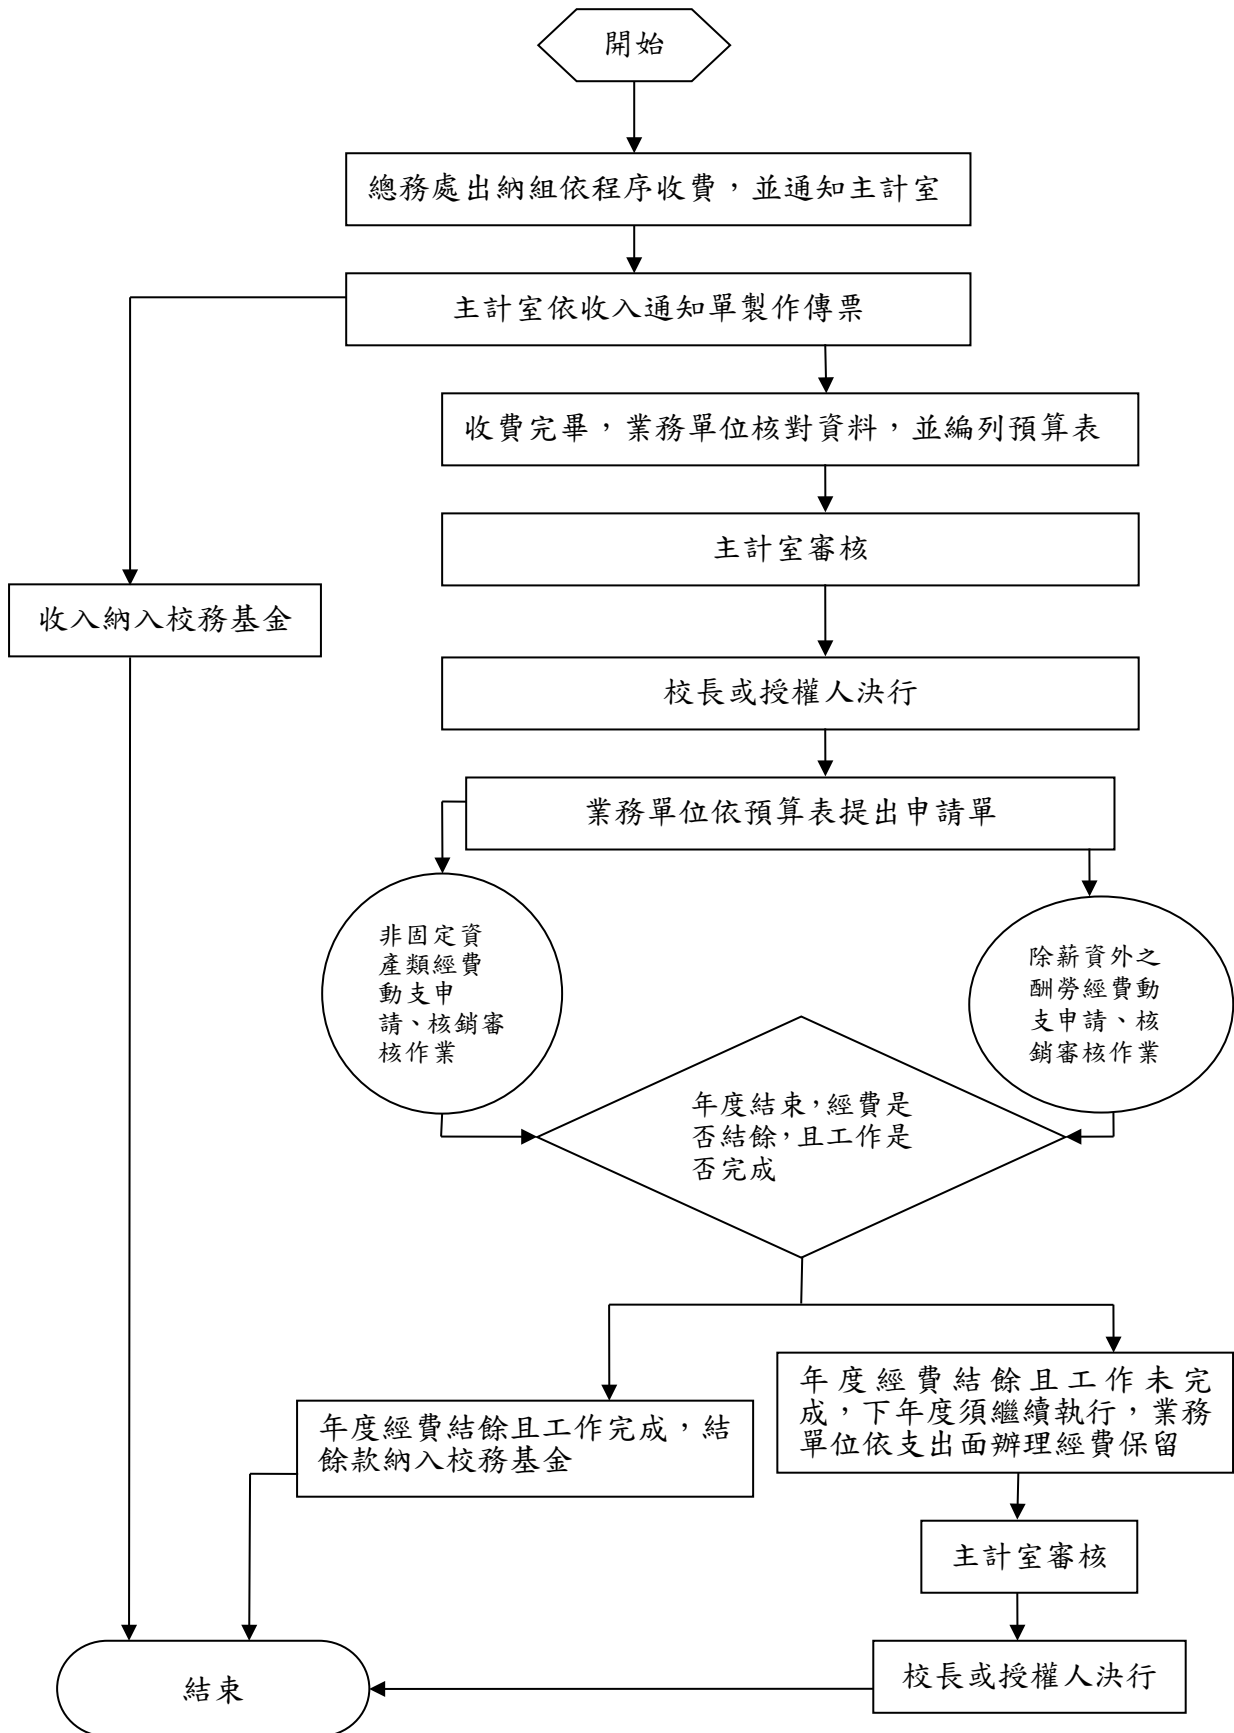 開始
總務處出納組依程序收費，並通知主計室
主計室依收入通知單製作傳票
收費完畢，業務單位核對資料，並編列預算表
主計室審核
收入納入校務基金
校長或授權人決行
業務單位依預算表提出申請單
非固定資
產類經費
動支申
請、核銷審
核作業
除薪資外之
酬勞經費動
支申請、核
銷審核作業
年度結束，經費是
否結餘，且工作是
否完成
年度經費結餘且工作完成，結
餘款納入校務基金
年度經費結餘且工作未完
成，下年度須繼續執行，業務
單位依支出面辦理經費保留
主計室審核
校長或授權人決行
結束